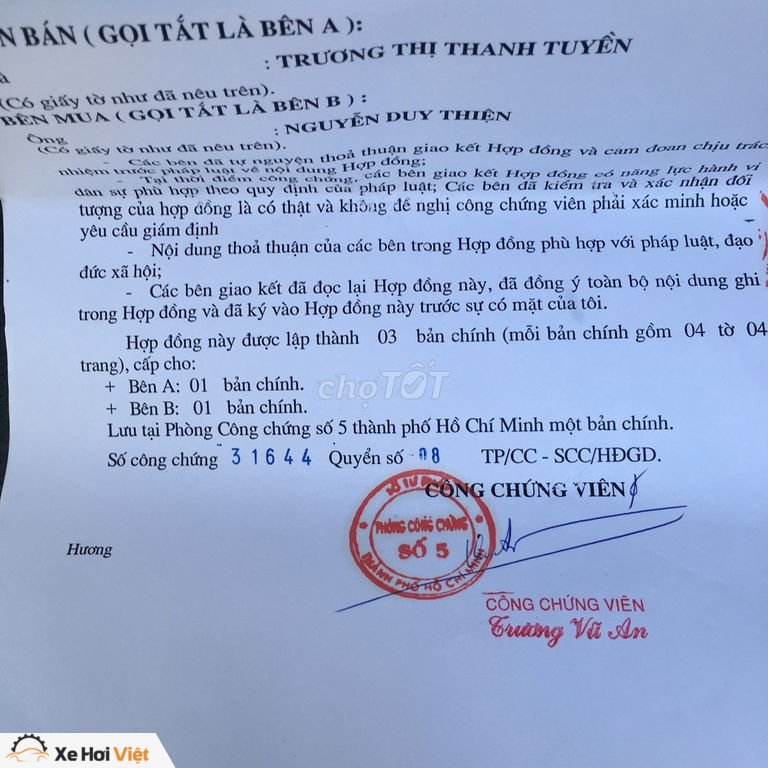 N BÁN ( GỌI TẮT LÀ BÊN A ):
à : TRƯƠNG THỊ THANH TUYỀN
(Có giấy tờ như đã nêu trên).
BÊN MUA ( GỌI TẮT LÀ BÊN B ) :
Ông : NGUYỄN DUY THIỆN
(Có giấy tờ như đã nêu trên).
- Các bên đã tự nguyện thoả thuận giao kết Hợp đồng và cam đoan chịu trác
nhiệm trước pháp luật về nội dung Hợp đồng;
- Tại thời điểm công chứng, các bên giao kết Hợp đồng có năng lực hành vi
dân sự phù hợp theo quy định của pháp luật; Các bên đã kiểm tra và xác nhận đối
tượng của hợp đồng là có thật và không đề nghị công chứng viên phải xác minh hoặc
yêu cầu giám định
- Nội dung thoả thuận của các bên trong Hợp đồng phù hợp với pháp luật, đạo
đức xã hội;
- Các bên giao kết đã đọc lại Hợp đồng này, đã đồng ý toàn bộ nội dung ghi
trong Hợp đồng và đã ký vào Hợp đồng này trước sự có mặt của tôi.
Hợp đồng này được lập thành 03 bản chính (mỗi bản chính gồm 04 tờ 04
trang), cấp cho:
chợTỐT
+ Bên A: 01 bản chính.
+ Bên B: 01 bản chính.
Lưu tại Phòng Công chứng số 5 thành phố Hồ Chí Minh một bản chính.
Số công chứng 31644 Quyển số 08 TP/CC - SCC/HĐGD.
CÔNG CHỨNG VIÊN
SỞ TƯ PHÁP
PHÒNG CÔNG CHỨNG
SỐ 5
THÀNH PHỐ HỒ CHÍ MINH
Hương
CÔNG CHỨNG VIÊN
Trương Vũ An
Xe Hơi Việt